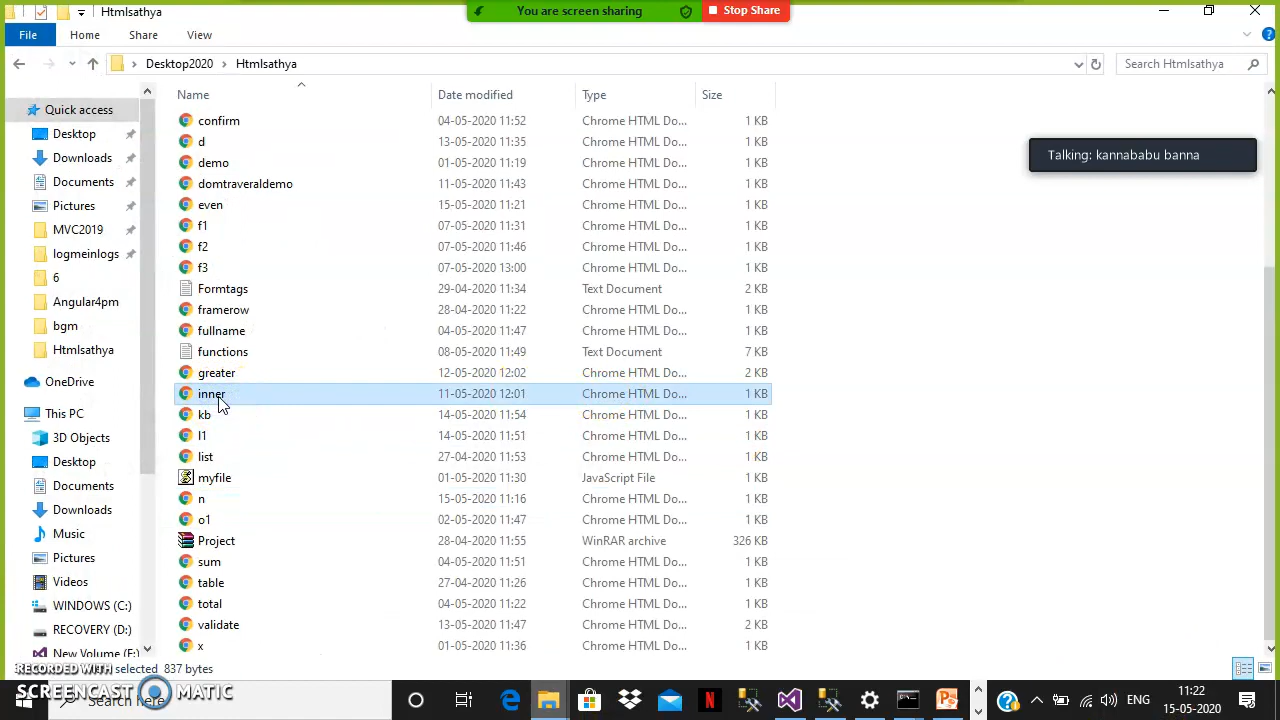 Htmlsathya
You are screen sharing
Stop Share
File Home Share View
Desktop2020 Htmlsathya
Search Htmlsathya
Name Date modified Type Size
Talking: kannababu banna
Quick access
Desktop
Downloads
Documents
Pictures
MVC2019
logmeinlogs
6
Angular4pm
bgm
Htmlsathya
OneDrive
This PC
3D Objects
Desktop
Documents
Downloads
Music
Pictures
Videos
WINDOWS (C:)
RECOVERY (D:)
New Volume (F:)
confirm 04-05-2020 11:52 Chrome HTML Do... 1 KB
d 13-05-2020 11:35 Chrome HTML Do... 1 KB
demo 01-05-2020 11:19 Chrome HTML Do... 1 KB
domtraveraldemo 11-05-2020 11:43 Chrome HTML Do... 1 KB
even 15-05-2020 11:21 Chrome HTML Do... 1 KB
f1 07-05-2020 11:31 Chrome HTML Do... 1 KB
f2 07-05-2020 11:46 Chrome HTML Do... 1 KB
f3 07-05-2020 13:00 Chrome HTML Do... 1 KB
Formtags 29-04-2020 11:34 Text Document 2 KB
framerow 28-04-2020 11:22 Chrome HTML Do... 1 KB
fullname 04-05-2020 11:47 Chrome HTML Do... 1 KB
functions 08-05-2020 11:49 Text Document 7 KB
greater 12-05-2020 12:02 Chrome HTML Do... 2 KB
inner 11-05-2020 12:01 Chrome HTML Do... 1 KB
kb 14-05-2020 11:54 Chrome HTML Do... 1 KB
l1 14-05-2020 11:51 Chrome HTML Do... 1 KB
list 27-04-2020 11:53 Chrome HTML Do... 1 KB
myfile 01-05-2020 11:30 JavaScript File 1 KB
n 15-05-2020 11:16 Chrome HTML Do... 1 KB
o1 02-05-2020 11:47 Chrome HTML Do... 1 KB
Project 28-04-2020 11:55 WinRAR archive 326 KB
sum 04-05-2020 11:51 Chrome HTML Do... 1 KB
table 27-04-2020 11:26 Chrome HTML Do... 1 KB
total 04-05-2020 11:22 Chrome HTML Do... 1 KB
validate 13-05-2020 11:47 Chrome HTML Do... 2 KB
x 01-05-2020 11:36 Chrome HTML Do... 1 KB
selected 837 bytes
RECORDED WITH
SCREENCAST MATIC
Search here
ENG
11:22
15-05-2020